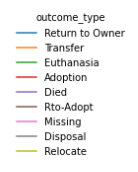 outcome_type
Return to Owner
Transfer
Euthanasia
Adoption
Died
Rto-Adopt
Missing
Disposal
Relocate